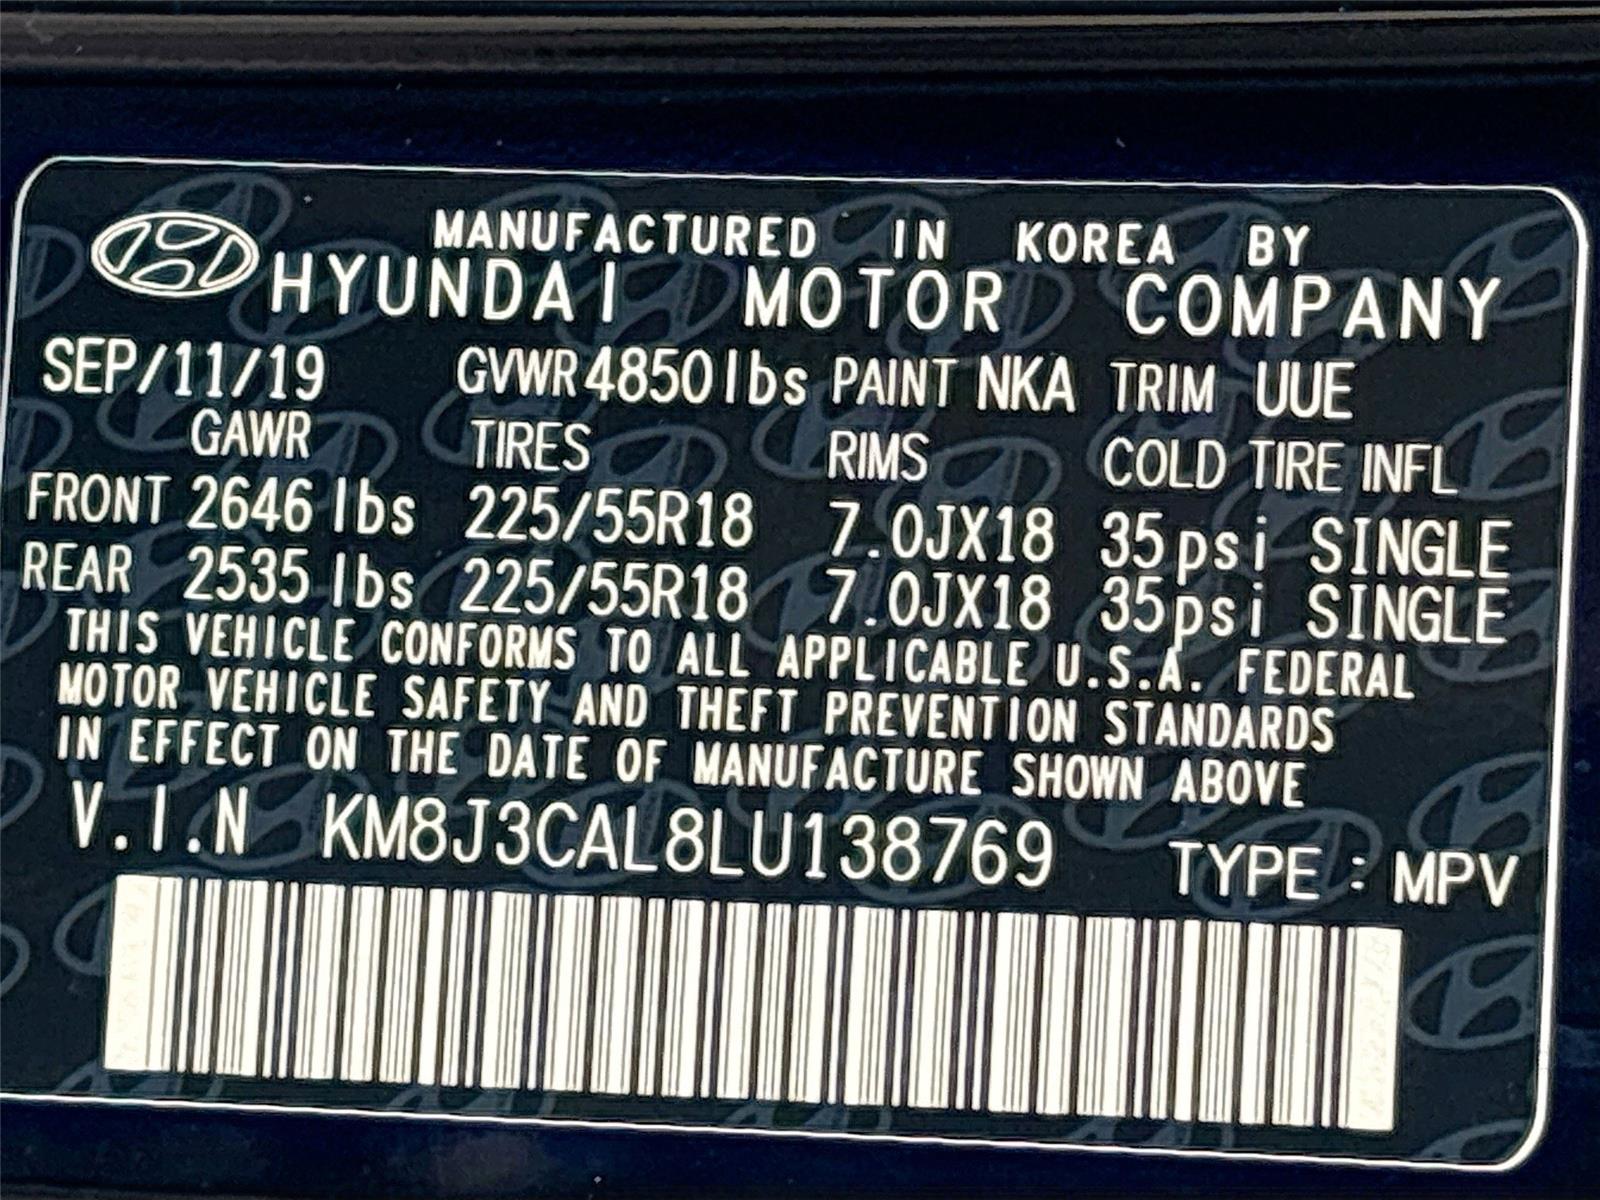 MANUFACTURED IN KOREA BY
HYUNDAI MOTOR COMPANY
SEP/11/19 GVWR 4850 lbs PAINT NKA TRIM UUE
GAWR TIRES RIMS COLD TIRE INFL
FRONT 2646 lbs 225/55R18 7.0JX18 35psi SINGLE
REAR 2535 lbs 225/55R18 7.0JX18 35psi SINGLE
THIS VEHICLE CONFORMS TO ALL APPLICABLE U.S.A. FEDERAL
MOTOR VEHICLE SAFETY AND THEFT PREVENTION STANDARDS
IN EFFECT ON THE DATE OF MANUFACTURE SHOWN ABOVE
V.I.N KM8J3CAL8LU138769 TYPE : MPV